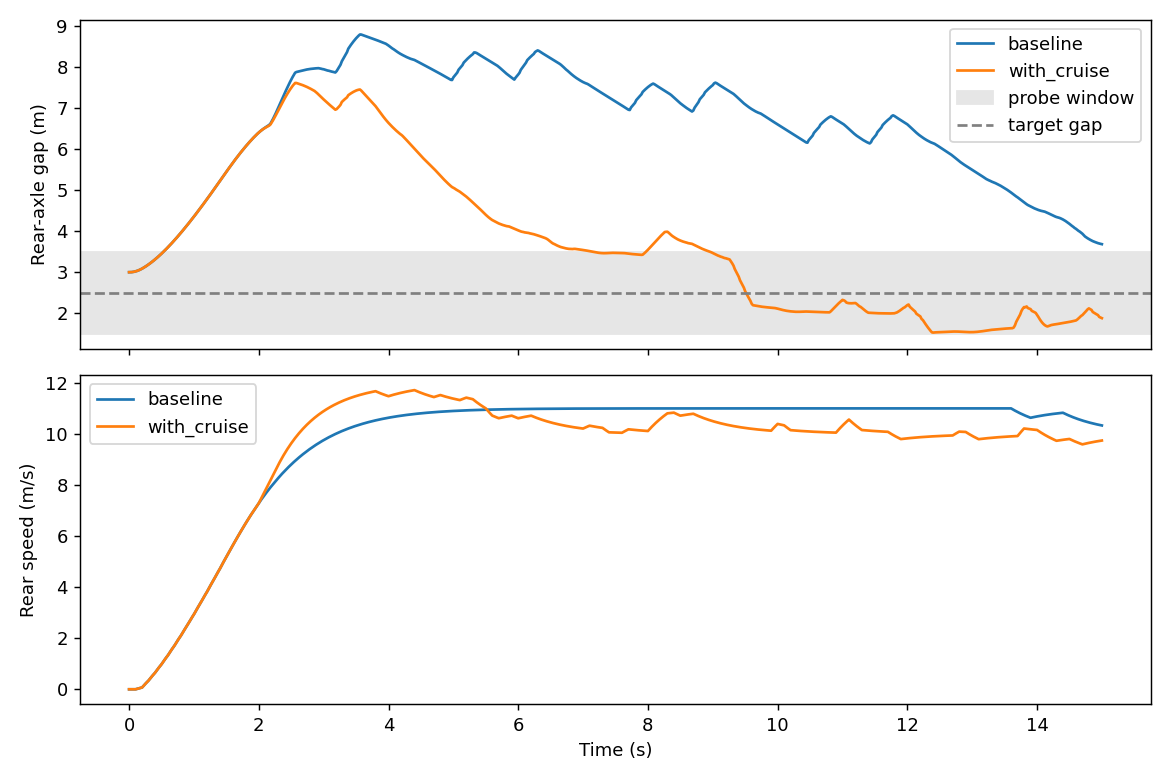 Rear-axle gap (m)
9
8
7
6
5
4
3
2
baseline
with_cruise
probe window
target gap
Rear speed (m/s)
12
10
8
6
4
2
0
baseline
with_cruise
0 2 4 6 8 10 12 14
Time (s)